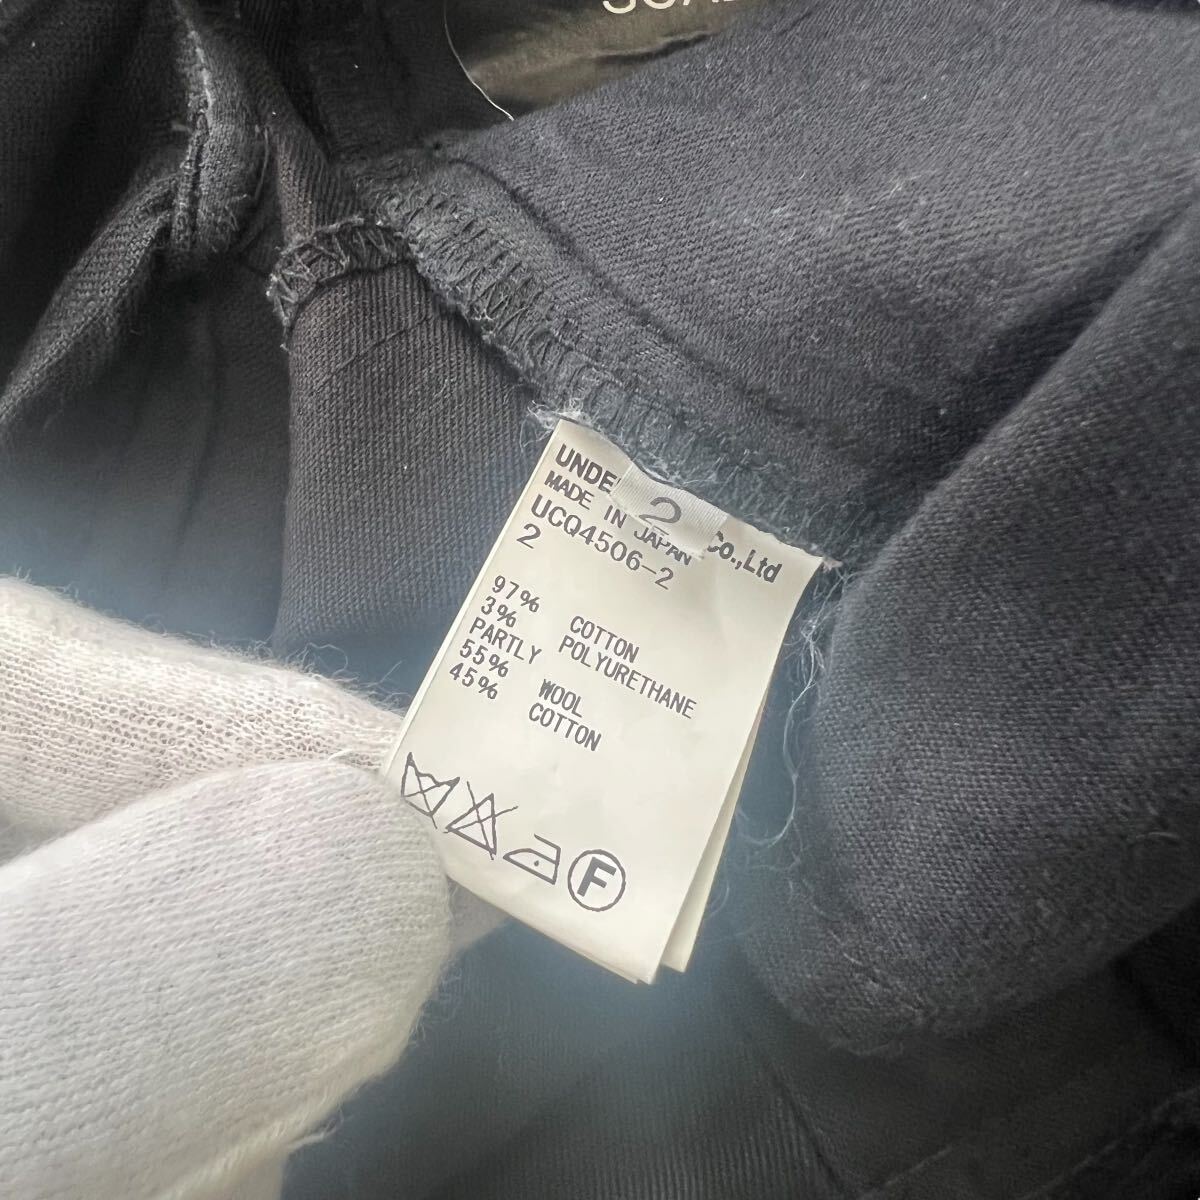 2
UNDE
Co.,Ltd
MADE IN JAPAN
UCQ4506-2
2
97% COTTON
3% POLYURETHANE
PARTLY
55% WOOL
45% COTTON
F